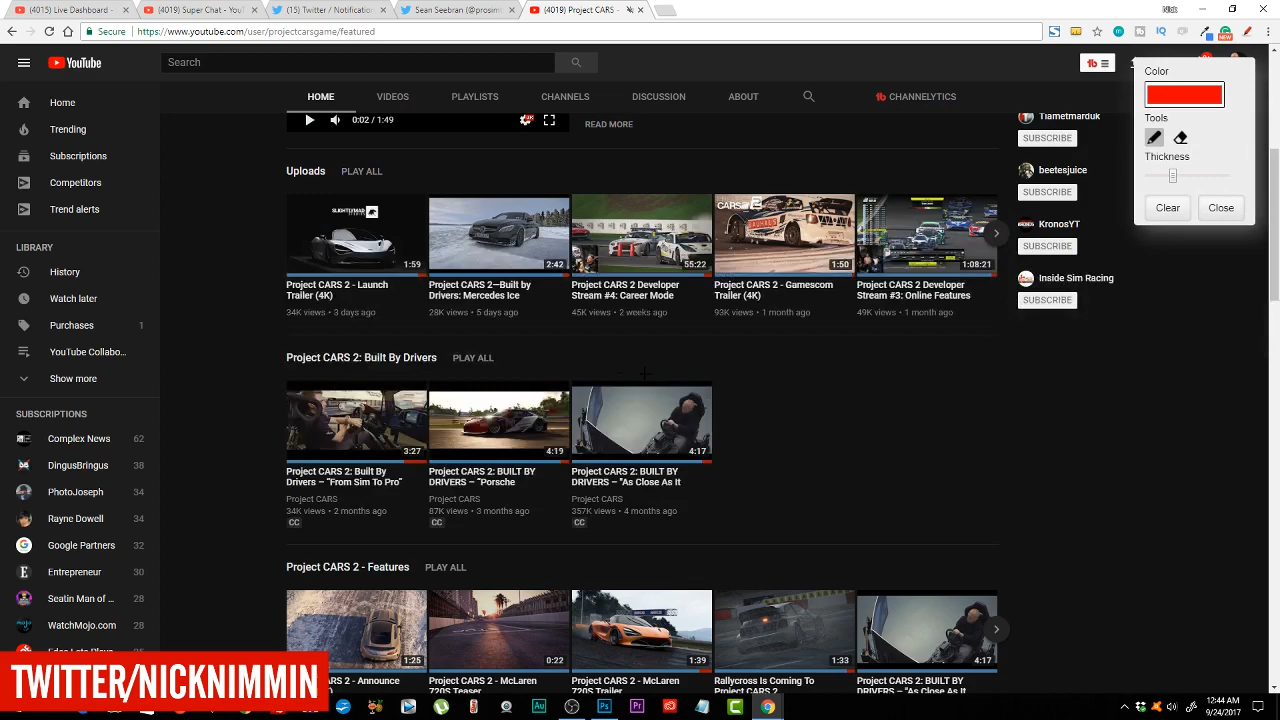 (4015) Live Dashboard -
(4019) Super Chat - YouT
(15) Twitter / Notification
Sean Seebern (@prosim
(4019) Project CARS -
Nick
Secure
https://www.youtube.com/user/projectcarsgame/featured
NEW
YouTube
Search
Home
Trending
Subscriptions
Competitors
Trend alerts
LIBRARY
History
Watch later
Purchases 1
YouTube Collabo...
Show more
SUBSCRIPTIONS
Complex News 62
DingusBringus 38
PhotoJoseph 34
Rayne Dowell 34
Google Partners 32
Entrepreneur 30
Seatin Man of ... 28
WatchMojo.com 28
HOME
VIDEOS
PLAYLISTS
CHANNELS
DISCUSSION
ABOUT
CHANNELYTICS
0:02 / 1:49
READ MORE
Uploads PLAY ALL
1:59
2:42
55:22
CARS 2
1:50
1:08:21
Project CARS 2 - Launch
Trailer (4K)
34K views • 3 days ago
Project CARS 2—Built by
Drivers: Mercedes Ice
28K views • 5 days ago
Project CARS 2 Developer
Stream #4: Career Mode
45K views • 2 weeks ago
Project CARS 2 - Gamescom
Trailer (4K)
93K views • 1 month ago
Project CARS 2 Developer
Stream #3: Online Features
49K views • 1 month ago
Project CARS 2: Built By Drivers PLAY ALL
3:27
4:19
4:17
Project CARS 2: Built By
Drivers – "From Sim To Pro"
Project CARS
34K views • 2 months ago
CC
Project CARS 2: BUILT BY
DRIVERS – "Porsche
Project CARS
87K views • 3 months ago
CC
Project CARS 2: BUILT BY
DRIVERS – "As Close As It
Project CARS
357K views • 4 months ago
CC
Project CARS 2 - Features PLAY ALL
1:25
0:22
1:39
1:33
4:17
Project CARS 2 - Announce
Project CARS 2 - McLaren
720S Teaser
Project CARS 2 - McLaren
720S Trailer
Rallycross Is Coming To
Project CARS 2
Project CARS 2: BUILT BY
DRIVERS – "As Close As It
Tiametmarduk
SUBSCRIBE
beetesjuice
SUBSCRIBE
KronosYT
SUBSCRIBE
Inside Sim Racing
SUBSCRIBE
Color
Tools
Thickness
Clear
Close
TWITTER/NICKNIMMIN
12:44 AM
9/24/2017